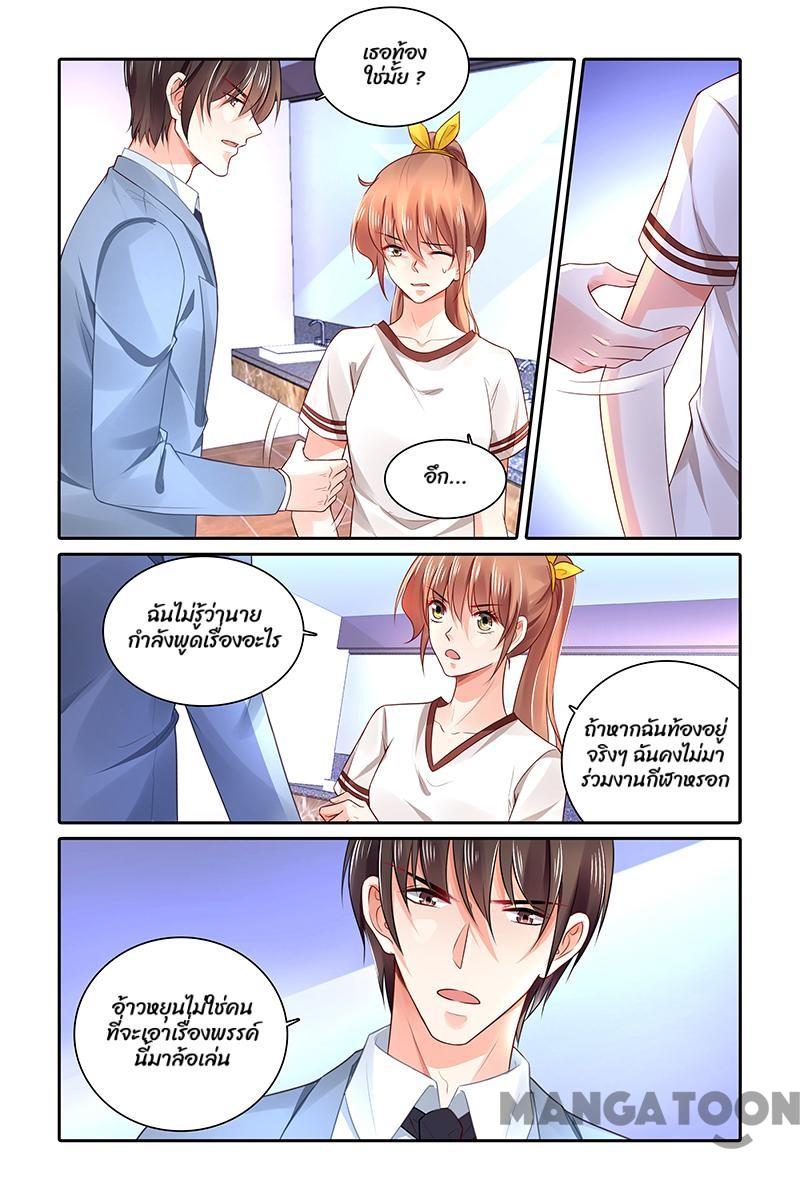 เธอท้อง
ใช่มั้ย ?
อึก...
ฉันไม่รู้ว่านาย
กำลังพูดเรื่องอะไร
ถ้าหากฉันท้องอยู่
จริงๆ ฉันคงไม่มา
ร่วมงานกีฬาหรอก
อ้าวหยุนไม่ใช่คน
ที่จะเอาเรื่องพรรค์
นี้มาล้อเล่น
MANGATOON